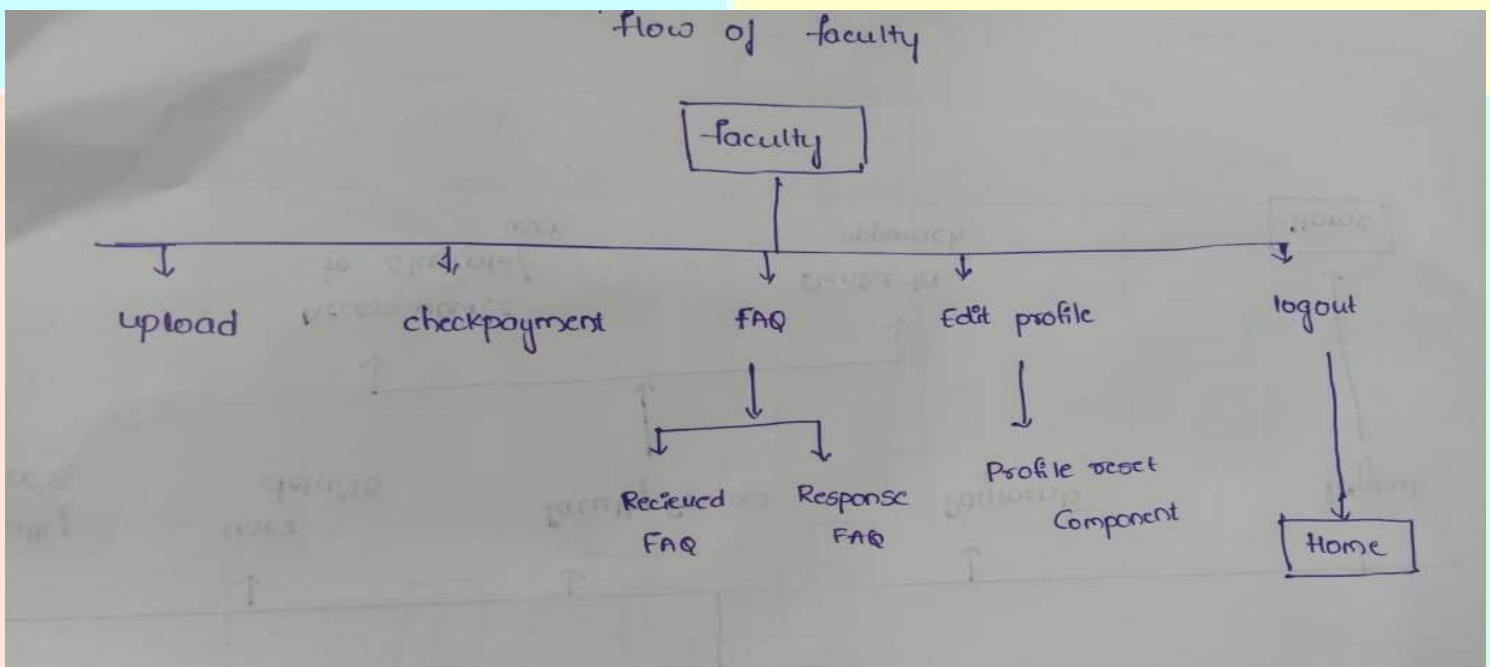 flow of faculty
faculty
upload
checkpayment
FAQ
Edit profile
logout
Recieved
FAQ
Response
FAQ
Profile reset
Component
Home